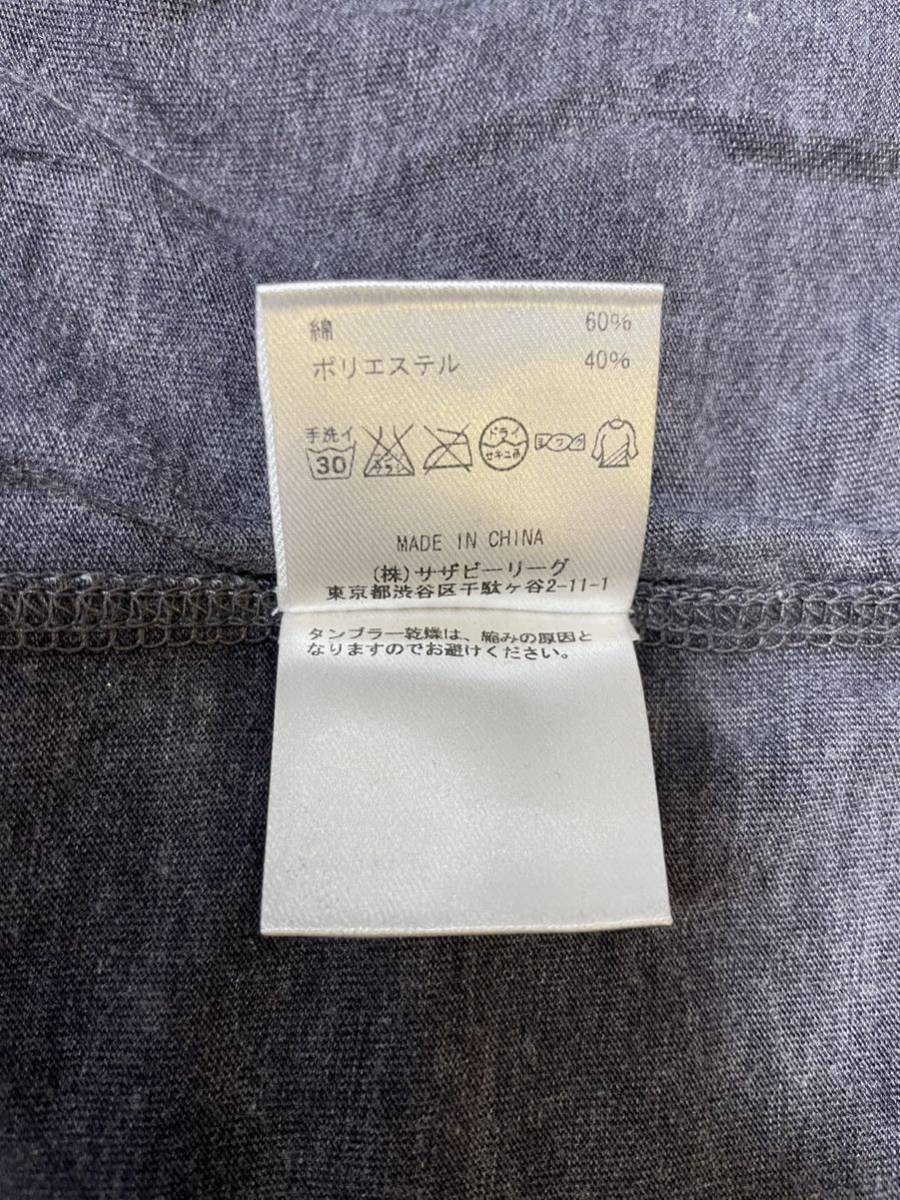 綿 60%
ポリエステル 40%
手洗イ
30
ドライ
セキユ系
MADE IN CHINA
(株)サザビーリーグ
東京都渋谷区千駄ヶ谷2-11-1
タンブラー乾燥は、縮みの原因と
なりますのでお避けください。